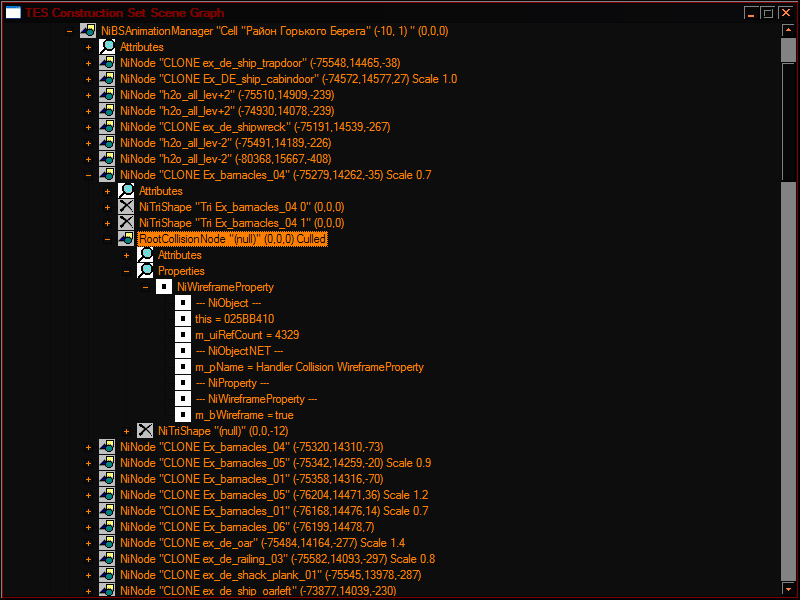 TES Construction Set Scene Graph
NiBSAnimationManager "Cell "Район Горького Берега" (-10, 1) " (0,0,0)
Attributes
NiNode "CLONE ex_de_ship_trapdoor" (-75548,14465,-38)
NiNode "CLONE Ex_DE_ship_cabindoor" (-74572,14577,27) Scale 1.0
NiNode "h2o_all_lev+2" (-75510,14909,-239)
NiNode "h2o_all_lev+2" (-74930,14078,-239)
NiNode "CLONE ex_de_shipwreck" (-75191,14539,-267)
NiNode "h2o_all_lev-2" (-75491,14189,-226)
NiNode "h2o_all_lev-2" (-80368,15667,-408)
NiNode "CLONE Ex_barnacles_04" (-75279,14262,-35) Scale 0.7
Attributes
NiTriShape "Tri Ex_barnacles_04 0" (0,0,0)
NiTriShape "Tri Ex_barnacles_04 1" (0,0,0)
RootCollisionNode "(null)" (0,0,0) Culled
Attributes
Properties
NiWireframeProperty
--- NiObject ---
this = 025BB410
m_uiRefCount = 4329
--- NiObjectNET ---
m_pName = Handler Collision WireframeProperty
--- NiProperty ---
--- NiWireframeProperty ---
m_bWireframe = true
NiTriShape "(null)" (0,0,-12)
NiNode "CLONE Ex_barnacles_04" (-75320,14310,-73)
NiNode "CLONE Ex_barnacles_05" (-75342,14259,-20) Scale 0.9
NiNode "CLONE Ex_barnacles_01" (-75358,14316,-70)
NiNode "CLONE Ex_barnacles_05" (-76204,14471,36) Scale 1.2
NiNode "CLONE Ex_barnacles_01" (-76168,14476,14) Scale 0.7
NiNode "CLONE Ex_barnacles_06" (-76199,14478,7)
NiNode "CLONE ex_de_oar" (-75484,14164,-277) Scale 1.4
NiNode "CLONE ex_de_railing_03" (-75582,14093,-297) Scale 0.8
NiNode "CLONE ex_de_shack_plank_01" (-75545,13978,-287)
NiNode "CLONE ex_de_ship_oarleft" (-73877,14039,-230)